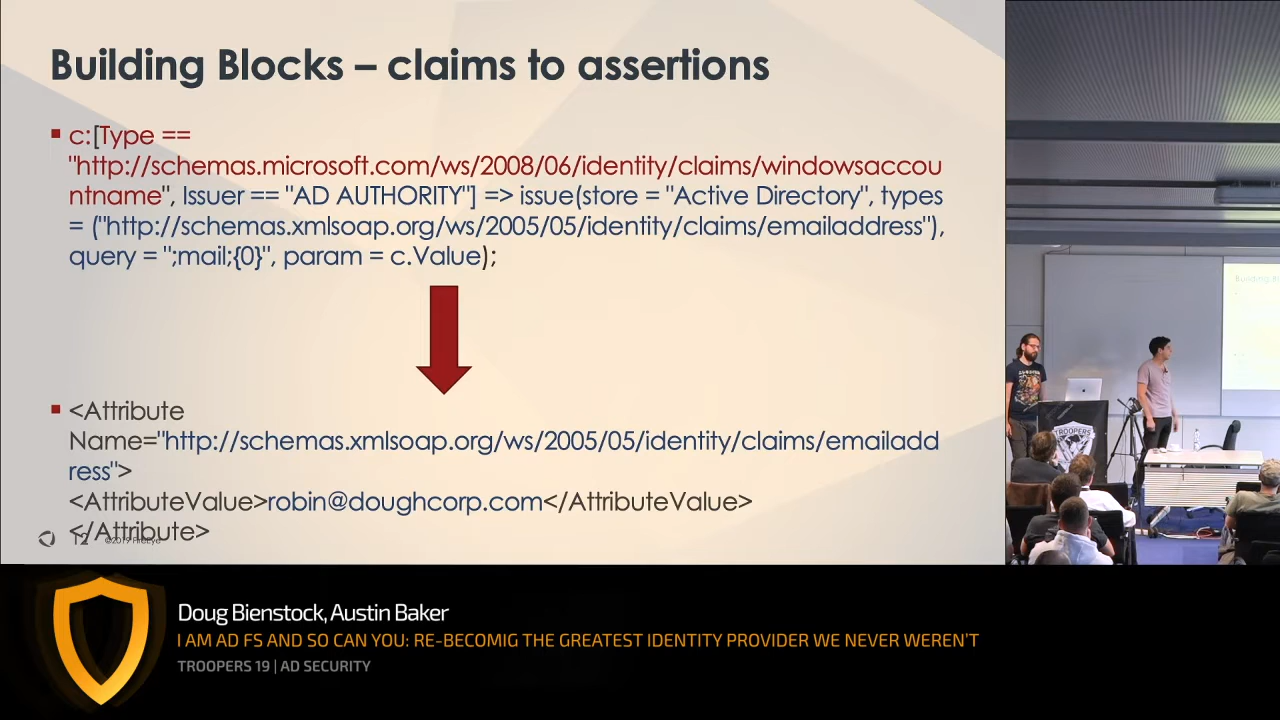 Building Blocks – claims to assertions
c:[Type ==
"http://schemas.microsoft.com/ws/2008/06/identity/claims/windowsaccou
ntname", Issuer == "AD AUTHORITY"] => issue(store = "Active Directory", types
= ("http://schemas.xmlsoap.org/ws/2005/05/identity/claims/emailaddress"),
query = ";mail;{0}", param = c.Value);
<Attribute
Name="http://schemas.xmlsoap.org/ws/2005/05/identity/claims/emailadd
ress">
<AttributeValue>robin@doughcorp.com</AttributeValue>
</Attribute>
12 ©2019 FireEye
TROOPERS
Doug Bienstock, Austin Baker
I AM AD FS AND SO CAN YOU: RE-BECOMIG THE GREATEST IDENTITY PROVIDER WE NEVER WEREN'T
TROOPERS 19 | AD SECURITY